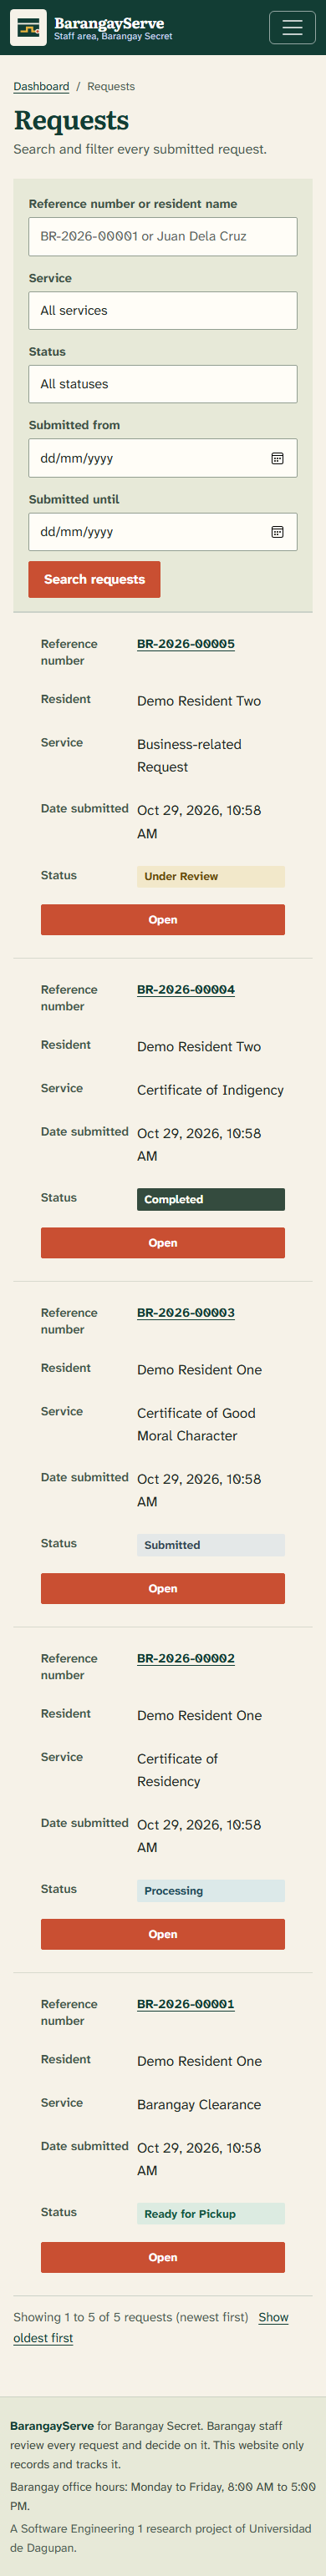 BarangayServe
Staff area, Barangay Secret
Dashboard / Requests
Requests
Search and filter every submitted request.
Reference number or resident name
BR-2026-00001 or Juan Dela Cruz
Service
All services
Status
All statuses
Submitted from
dd/mm/yyyy
Submitted until
dd/mm/yyyy
Search requests
Reference number BR-2026-00005
Resident Demo Resident Two
Service Business-related
Request
Date submitted Oct 29, 2026, 10:58
AM
Status Under Review
Open
Reference number BR-2026-00004
Resident Demo Resident Two
Service Certificate of Indigency
Date submitted Oct 29, 2026, 10:58
AM
Status Completed
Open
Reference number BR-2026-00003
Resident Demo Resident One
Service Certificate of Good
Moral Character
Date submitted Oct 29, 2026, 10:58
AM
Status Submitted
Open
Reference number BR-2026-00002
Resident Demo Resident One
Service Certificate of
Residency
Date submitted Oct 29, 2026, 10:58
AM
Status Processing
Open
Reference number BR-2026-00001
Resident Demo Resident One
Service Barangay Clearance
Date submitted Oct 29, 2026, 10:58
AM
Status Ready for Pickup
Open
Showing 1 to 5 of 5 requests (newest first) Show
oldest first
BarangayServe for Barangay Secret. Barangay staff
review every request and decide on it. This website only
records and tracks it.
Barangay office hours: Monday to Friday, 8:00 AM to 5:00
PM.
A Software Engineering 1 research project of Universidad
de Dagupan.